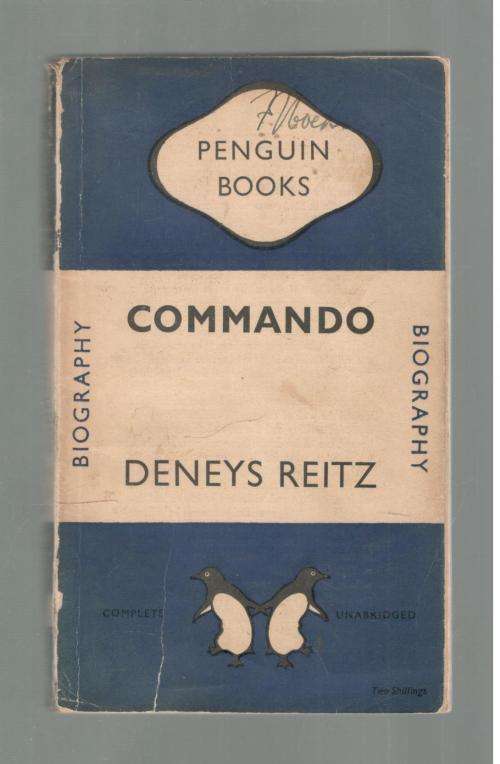 PENGUIN
BOOKS
COMMANDO
BIOGRAPHY
BIOGRAPHY
DENEYS REITZ
COMPLETE
UNABRIDGED
Two Shillings